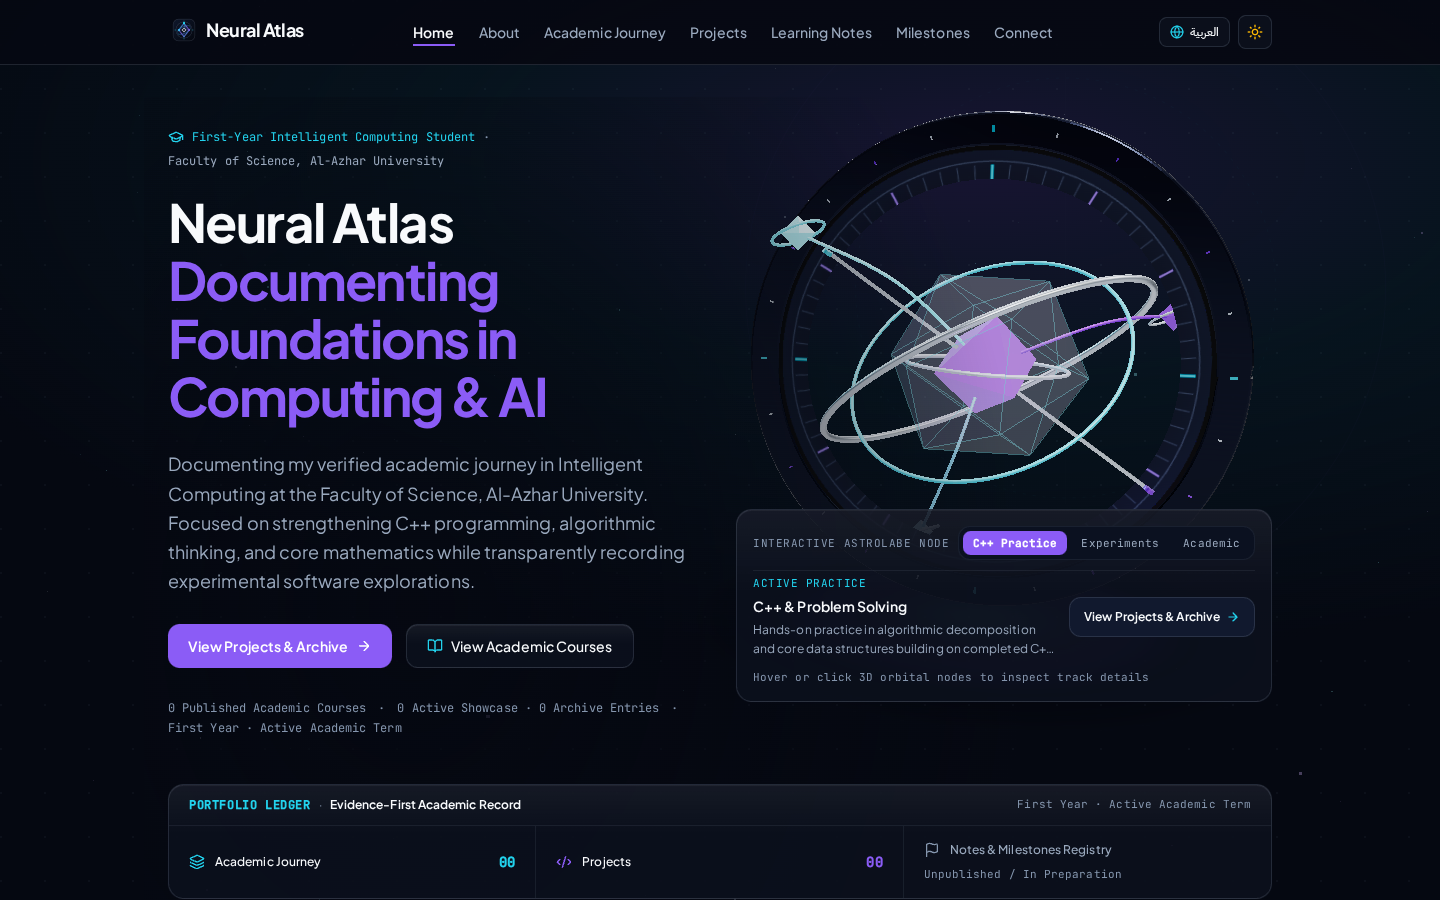 Neural Atlas
Home
About
Academic Journey
Projects
Learning Notes
Milestones
Connect
العربية
First-Year Intelligent Computing Student ·
Faculty of Science, Al-Azhar University
Neural Atlas
Documenting
Foundations in
Computing & AI
Documenting my verified academic journey in Intelligent
Computing at the Faculty of Science, Al-Azhar University.
Focused on strengthening C++ programming, algorithmic
thinking, and core mathematics while transparently recording
experimental software explorations.
View Projects & Archive
View Academic Courses
0 Published Academic Courses · 0 Active Showcase · 0 Archive Entries ·
First Year · Active Academic Term
INTERACTIVE ASTROLABE NODE
C++ Practice
Experiments
Academic
ACTIVE PRACTICE
C++ & Problem Solving
Hands-on practice in algorithmic decomposition
and core data structures building on completed C+…
View Projects & Archive
Hover or click 3D orbital nodes to inspect track details
PORTFOLIO LEDGER · Evidence-First Academic Record
First Year · Active Academic Term
Academic Journey
00
Projects
00
Notes & Milestones Registry
Unpublished / In Preparation